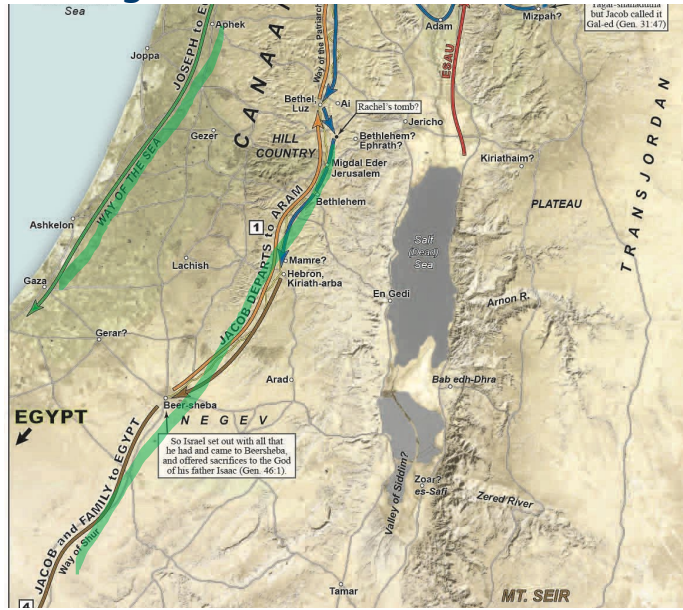 Sea
Aphek
Joppa
JOSEPH to E
CANAA
Way of the Patriarch
Adam
ESAU
Mizpah?
but Jacob called it
Gal-ed (Gen. 31:47)
Bethel,
Luz
Ai
Rachel's tomb?
Jericho
Gezer
HILL
COUNTRY
Bethlehem?
Ephrath?
Migdal Eder
Jerusalem
Kiriathaim?
WAY OF THE SEA
Bethlehem
PLATEAU
TRANSJORDAN
Ashkelon
1
JACOB DEPARTS to ARAM
Salt
(Dead)
Sea
Lachish
Mamre?
Hebron,
Kiriath-arba
Gaza
En Gedi
Arnon R.
Gerar?
Arad
Bab edh-Dhra
Beer-sheba
EGYPT
NEGEV
So Israel set out with all that
he had and came to Beersheba,
and offered sacrifices to the God
of his father Isaac (Gen. 46:1).
JACOB and FAMILY to EGYPT
Way of Shur
Valley of Siddim?
Zoar?
es-Safi
Zered River
Tamar
MT. SEIR
4